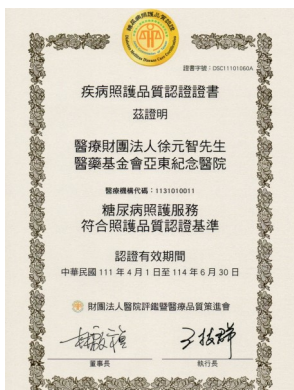 證書字號：DSC11101060A
疾病照護品質認證證書
茲證明
醫療財團法人徐元智先生
醫藥基金會亞東紀念醫院
醫療機構代碼：1131010011
糖尿病照護服務
符合照護品質認證基準
認證有效期間
中華民國 111 年 4 月 1 日至 114 年 6 月 30 日
財團法人醫院評鑑暨醫療品質策進會
董事長
執行長